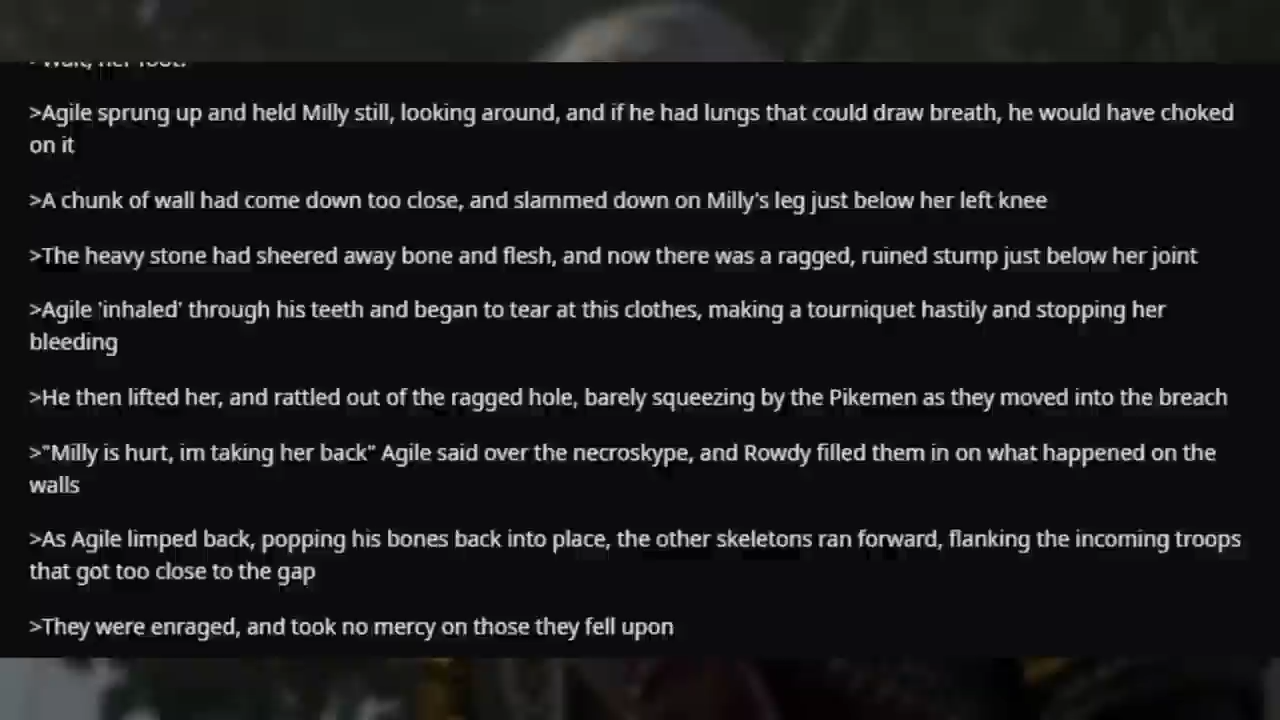 >Agile sprung up and held Milly still, looking around, and if he had lungs that could draw breath, he would have choked
on it
>A chunk of wall had come down too close, and slammed down on Milly's leg just below her left knee
>The heavy stone had sheered away bone and flesh, and now there was a ragged, ruined stump just below her joint
>Agile 'inhaled' through his teeth and began to tear at this clothes, making a tourniquet hastily and stopping her
bleeding
>He then lifted her, and rattled out of the ragged hole, barely squeezing by the Pikemen as they moved into the breach
>"Milly is hurt, im taking her back" Agile said over the necroskype, and Rowdy filled them in on what happened on the
walls
>As Agile limped back, popping his bones back into place, the other skeletons ran forward, flanking the incoming troops
that got too close to the gap
>They were enraged, and took no mercy on those they fell upon